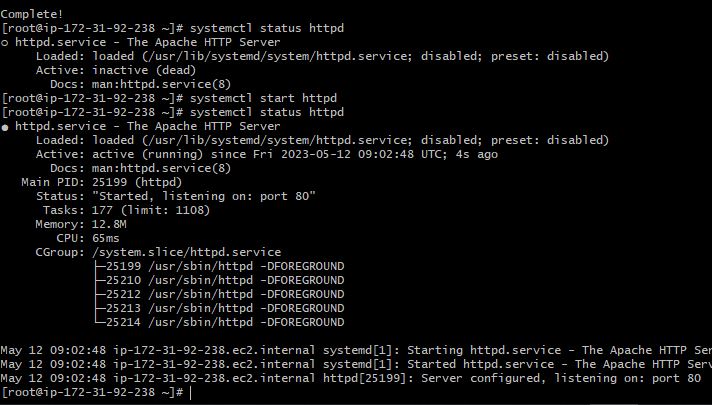 Complete!
[root@ip-172-31-92-238 ~]# systemctl status httpd
○ httpd.service - The Apache HTTP Server
     Loaded: loaded (/usr/lib/systemd/system/httpd.service; disabled; preset: disabled)
     Active: inactive (dead)
       Docs: man:httpd.service(8)
[root@ip-172-31-92-238 ~]# systemctl start httpd
[root@ip-172-31-92-238 ~]# systemctl status httpd
● httpd.service - The Apache HTTP Server
     Loaded: loaded (/usr/lib/systemd/system/httpd.service; disabled; preset: disabled)
     Active: active (running) since Fri 2023-05-12 09:02:48 UTC; 4s ago
       Docs: man:httpd.service(8)
   Main PID: 25199 (httpd)
     Status: "Started, listening on: port 80"
      Tasks: 177 (limit: 1108)
     Memory: 12.8M
        CPU: 65ms
     CGroup: /system.slice/httpd.service
             ├─25199 /usr/sbin/httpd -DFOREGROUND
             ├─25210 /usr/sbin/httpd -DFOREGROUND
             ├─25212 /usr/sbin/httpd -DFOREGROUND
             ├─25213 /usr/sbin/httpd -DFOREGROUND
             └─25214 /usr/sbin/httpd -DFOREGROUND
May 12 09:02:48 ip-172-31-92-238.ec2.internal systemd[1]: Starting httpd.service - The Apache HTTP Ser
May 12 09:02:48 ip-172-31-92-238.ec2.internal systemd[1]: Started httpd.service - The Apache HTTP Serv
May 12 09:02:48 ip-172-31-92-238.ec2.internal httpd[25199]: Server configured, listening on: port 80
[root@ip-172-31-92-238 ~]#